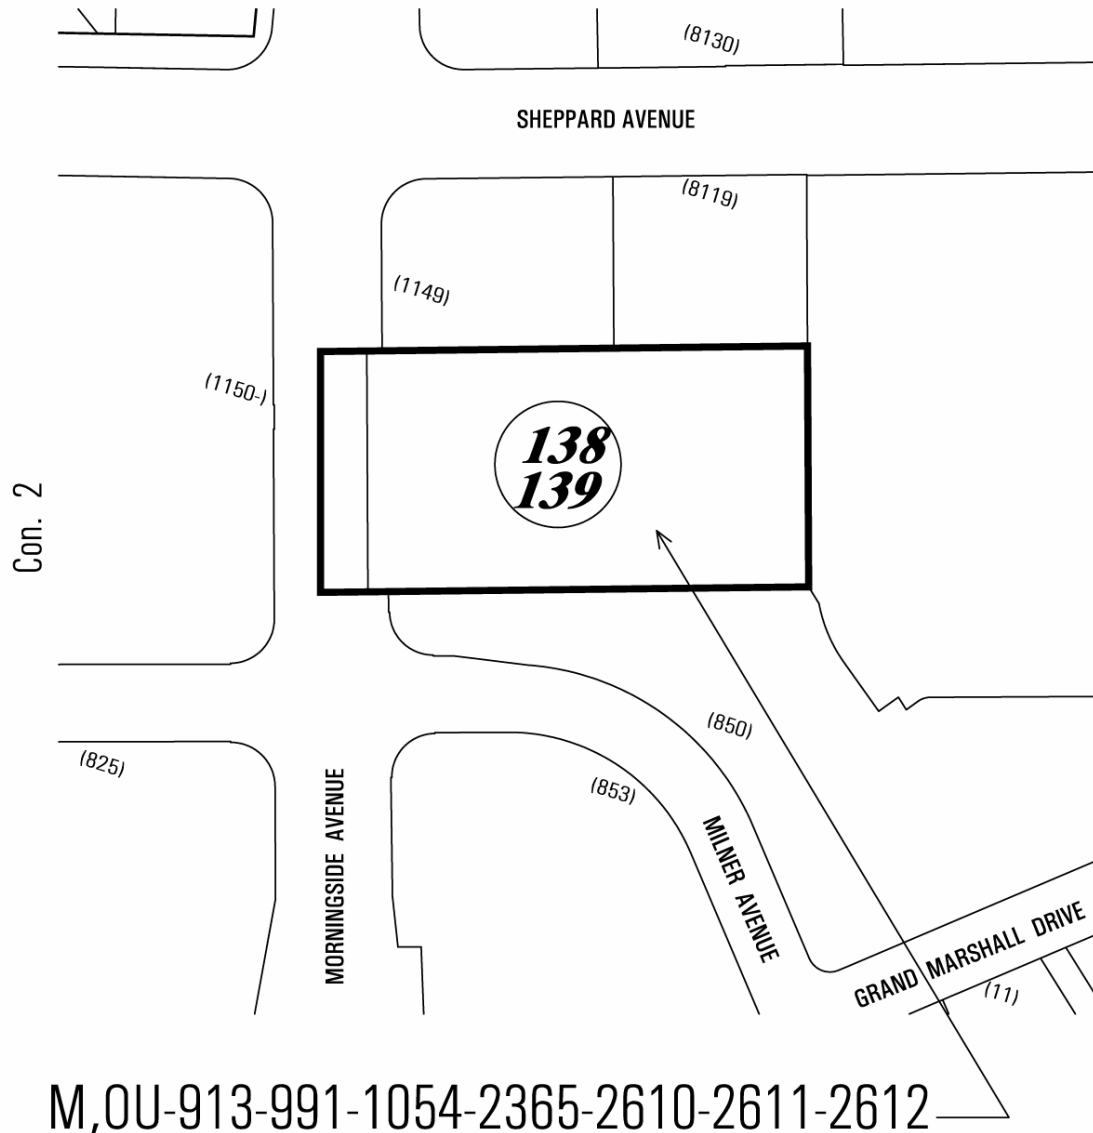 (8130)
SHEPPARD AVENUE
(8119)
(1149)
(1150-)
138
139
Con. 2
(850)
(825)
(853)
MORNINGSIDE AVENUE
MILNER AVENUE
GRAND MARSHALL DRIVE
(11)
M,OU-913-991-1054-2365-2610-2611-2612